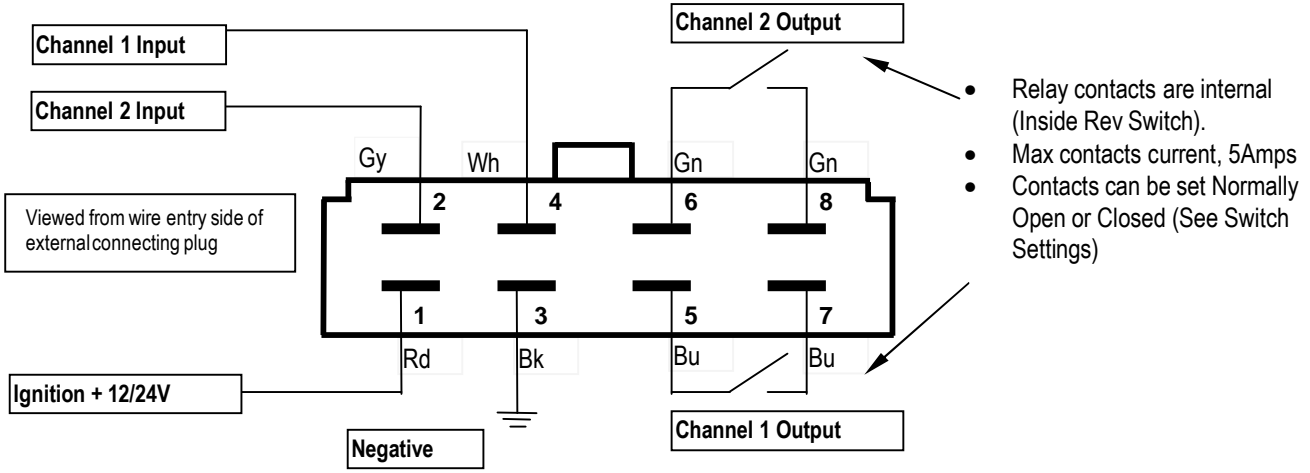 Channel 1 Input
Channel 2 Output
Channel 2 Input
Gy
Wh
Gn
Gn
2
4
6
8
Viewed from wire entry side of
external connecting plug
1
3
5
7
Rd
Bk
Bu
Bu
Ignition + 12/24V
Negative
Channel 1 Output
• Relay contacts are internal
(Inside Rev Switch).
• Max contacts current, 5Amps
• Contacts can be set Normally
Open or Closed (See Switch
Settings)